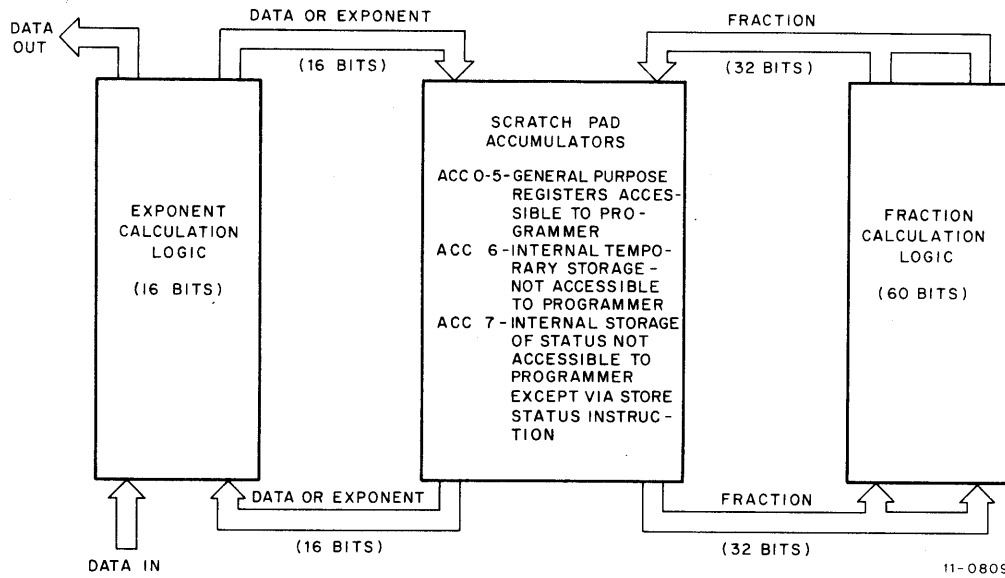 DATA OUT
DATA OR EXPONENT
(16 BITS)
FRACTION
(32 BITS)
EXPONENT
CALCULATION
LOGIC
(16 BITS)
SCRATCH PAD
ACCUMULATORS
ACC 0-5-GENERAL PURPOSE
REGISTERS ACCES-
SIBLE TO PRO-
GRAMMER
ACC 6-INTERNAL TEMPO-
RARY STORAGE-
NOT ACCESSIBLE
TO PROGRAMMER
ACC 7-INTERNAL STORAGE
OF STATUS NOT
ACCESSIBLE TO
PROGRAMMER
EXCEPT VIA STORE
STATUS INSTRUC-
TION
FRACTION
CALCULATION
LOGIC
(60 BITS)
DATA OR EXPONENT
(16 BITS)
FRACTION
(32 BITS)
DATA IN
11-0809